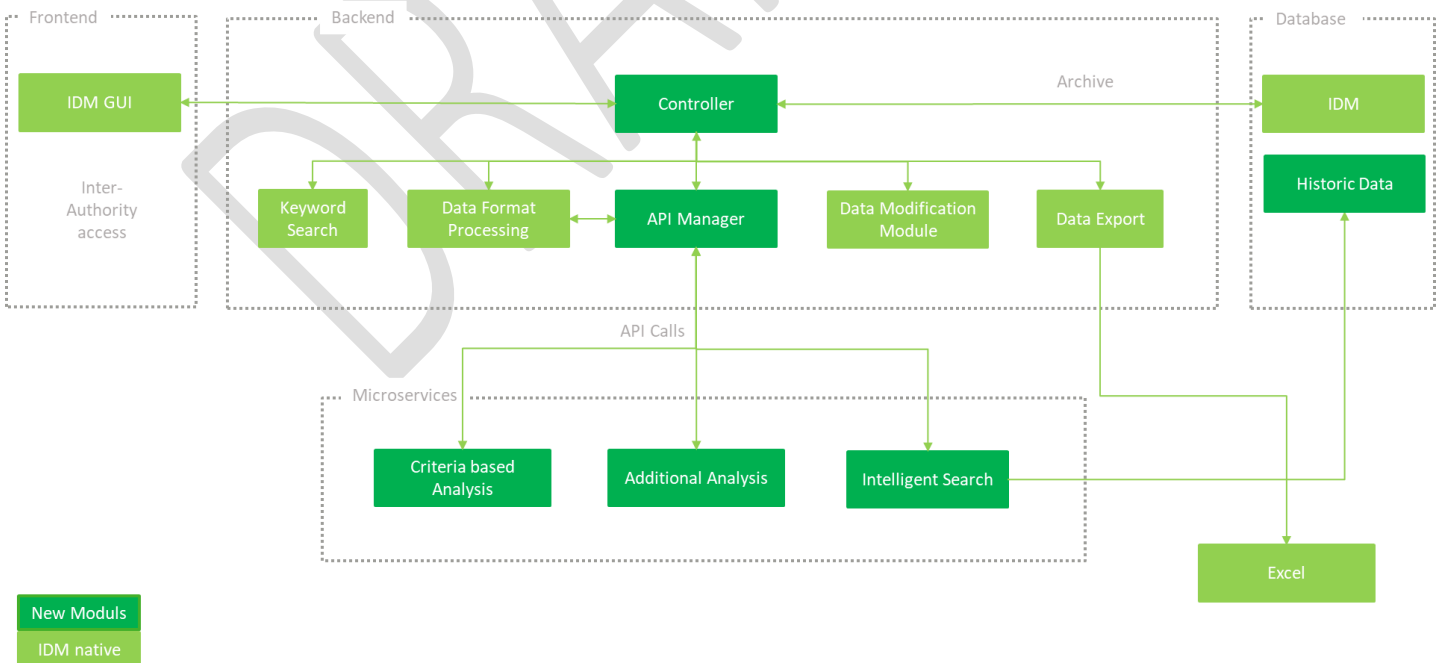 Frontend
Backend
Database
IDM GUI
Controller
Archive
IDM
Inter-
Authority
access
Historic Data
Keyword
Search
Data Format
Processing
API Manager
Data Modification
Module
Data Export
API Calls
Microservices
Criteria based
Analysis
Additional Analysis
Intelligent Search
Excel
New Moduls
IDM native